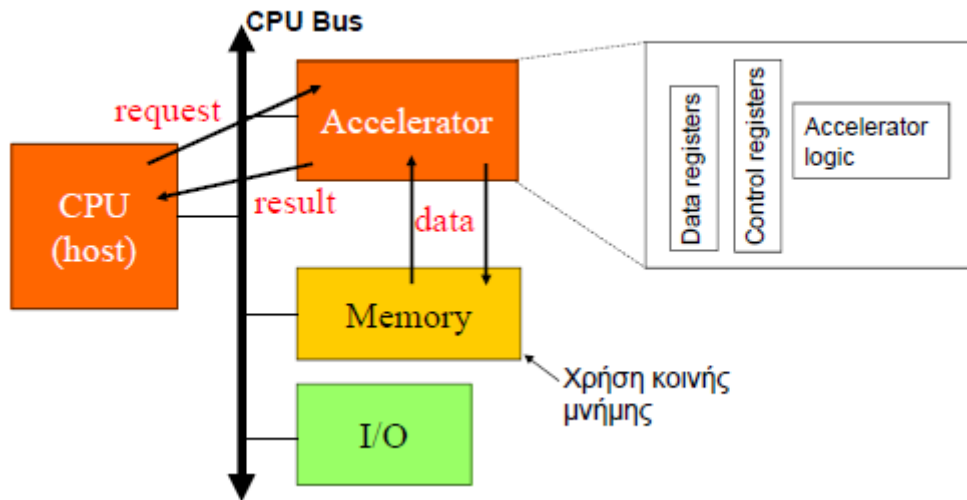 CPU Bus
request
Accelerator
CPU
(host)
result
data
Memory
I/O
Χρήση κοινής
μνήμης
Data registers
Control registers
Accelerator
logic